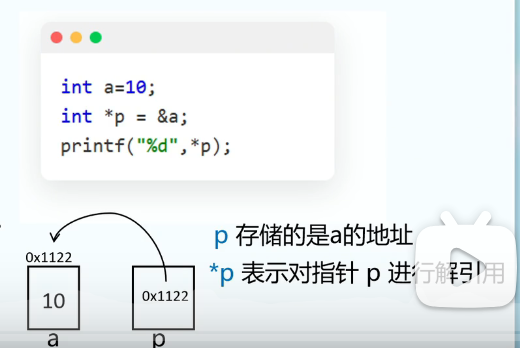 int a=10;
int *p = &a;
printf("%d",*p);
p 存储的是a的地址
*p 表示对指针 p 进行解引用
0x1122
10
0x1122
a
p